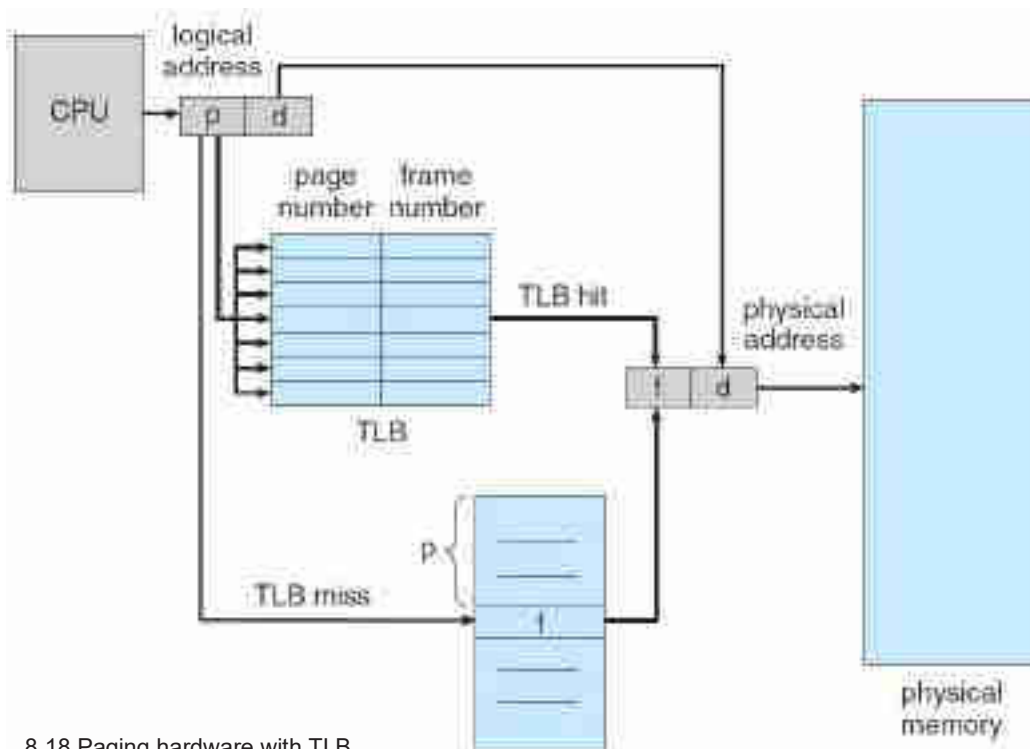 logical
address
CPU
p d
page frame
number number
TLB hit
physical
address
f d
TLB
p
TLB miss
f
physical
memory
8.18 Paging hardware with TLB